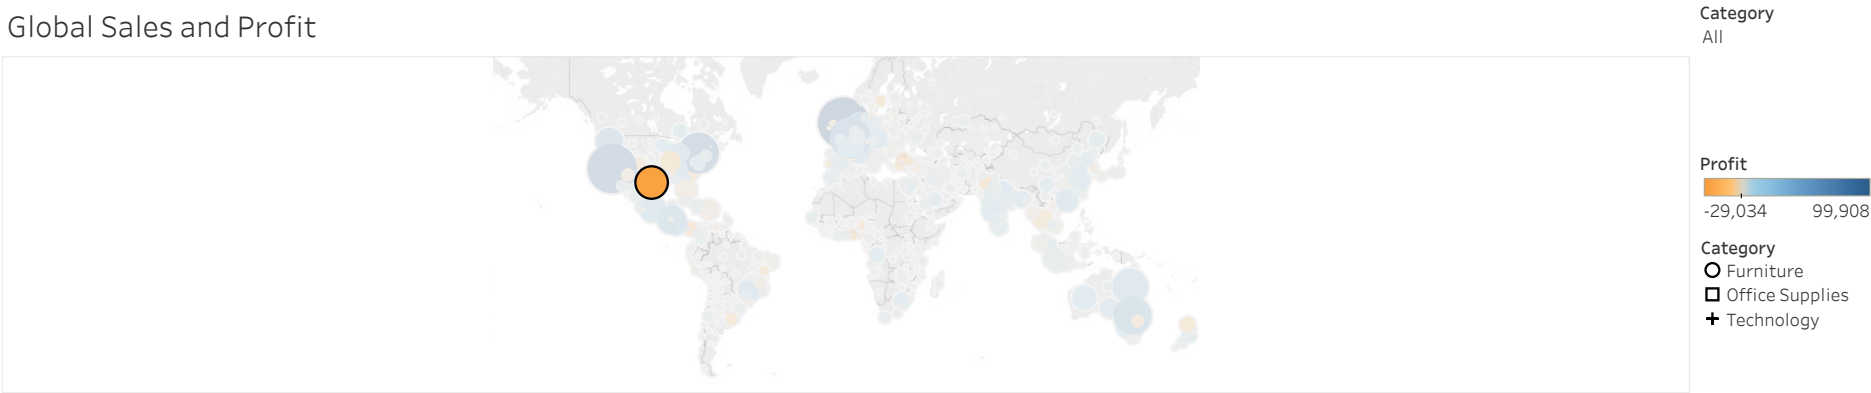 Global Sales and Profit
Category
All
Profit
-29,034 99,908
Category
Furniture
Office Supplies
Technology